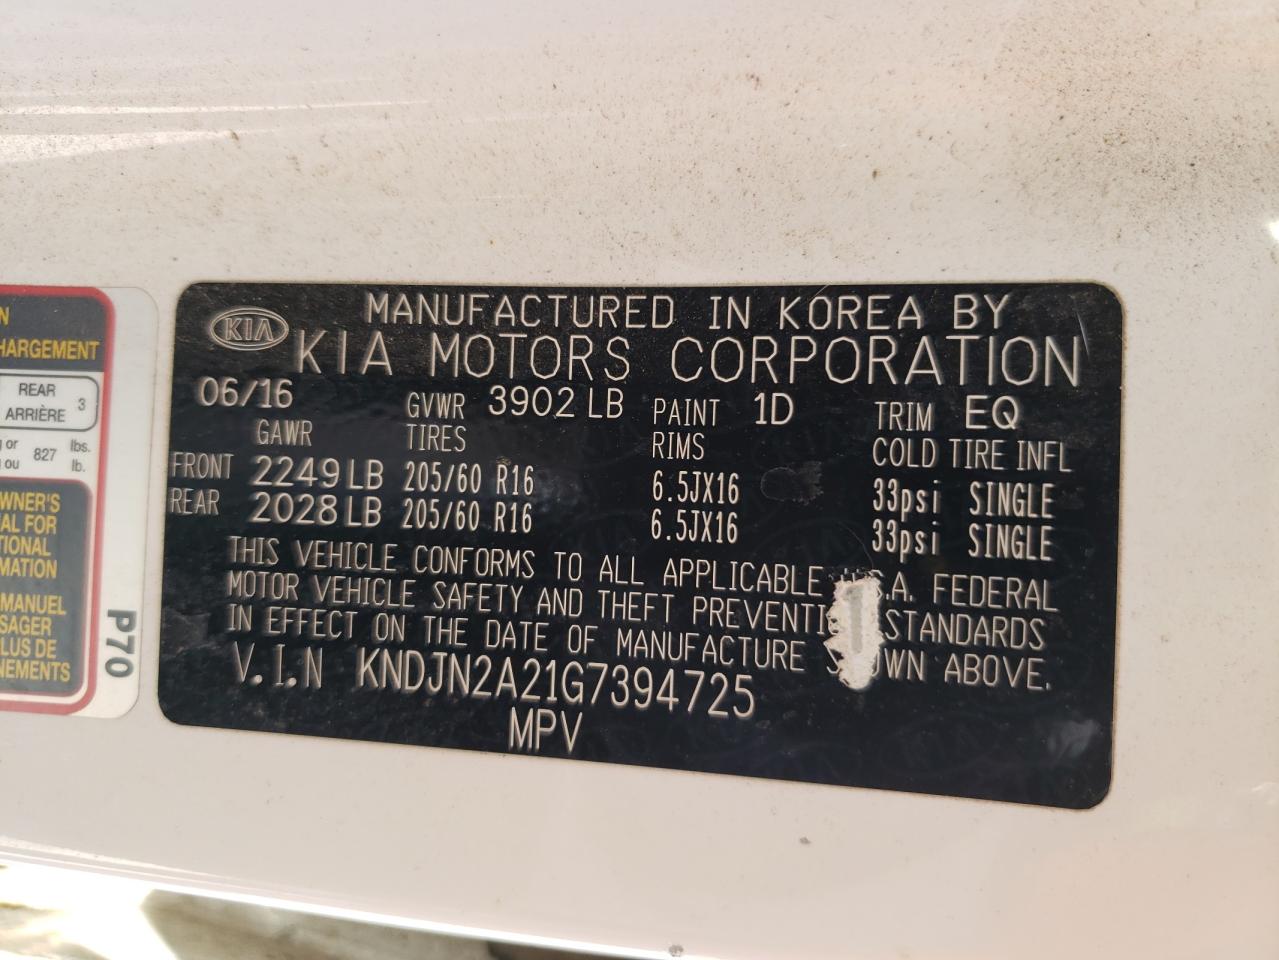 N
HARGEMENT
REAR
ARRIÈRE 3
g or 827 lbs.
ou lb.
WNER'S
AL FOR
TIONAL
MATION
MANUEL
SAGER
LUS DE
NEMENTS
P70
KIA
MANUFACTURED IN KOREA BY
KIA MOTORS CORPORATION
06/16 GVWR 3902 LB PAINT 1D TRIM EQ
GAWR TIRES RIMS COLD TIRE INFL
FRONT 2249 LB 205/60 R16 6.5JX16 33psi SINGLE
REAR 2028 LB 205/60 R16 6.5JX16 33psi SINGLE
THIS VEHICLE CONFORMS TO ALL APPLICABLE U.S.A. FEDERAL
MOTOR VEHICLE SAFETY AND THEFT PREVENTI STANDARDS
IN EFFECT ON THE DATE OF MANUFACTURE S OWN ABOVE.
V.I.N KNDJN2A21G7394725
MPV